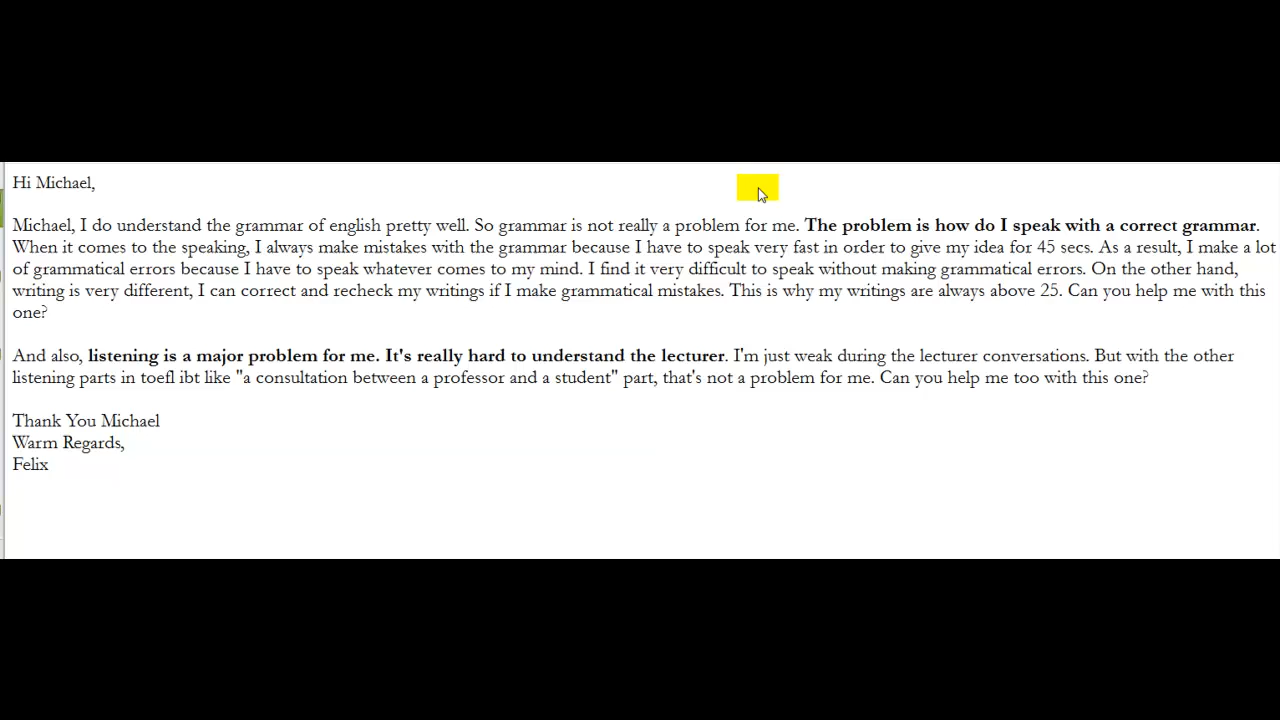 Hi Michael,
Michael, I do understand the grammar of english pretty well. So grammar is not really a problem for me. The problem is how do I speak with a correct grammar.
When it comes to the speaking, I always make mistakes with the grammar because I have to speak very fast in order to give my idea for 45 secs. As a result, I make a lot
of grammatical errors because I have to speak whatever comes to my mind. I find it very difficult to speak without making grammatical errors. On the other hand,
writing is very different, I can correct and recheck my writings if I make grammatical mistakes. This is why my writings are always above 25. Can you help me with this
one?
And also, listening is a major problem for me. It's really hard to understand the lecturer. I'm just weak during the lecturer conversations. But with the other
listening parts in toefl ibt like "a consultation between a professor and a student" part, that's not a problem for me. Can you help me too with this one?
Thank You Michael
Warm Regards,
Felix